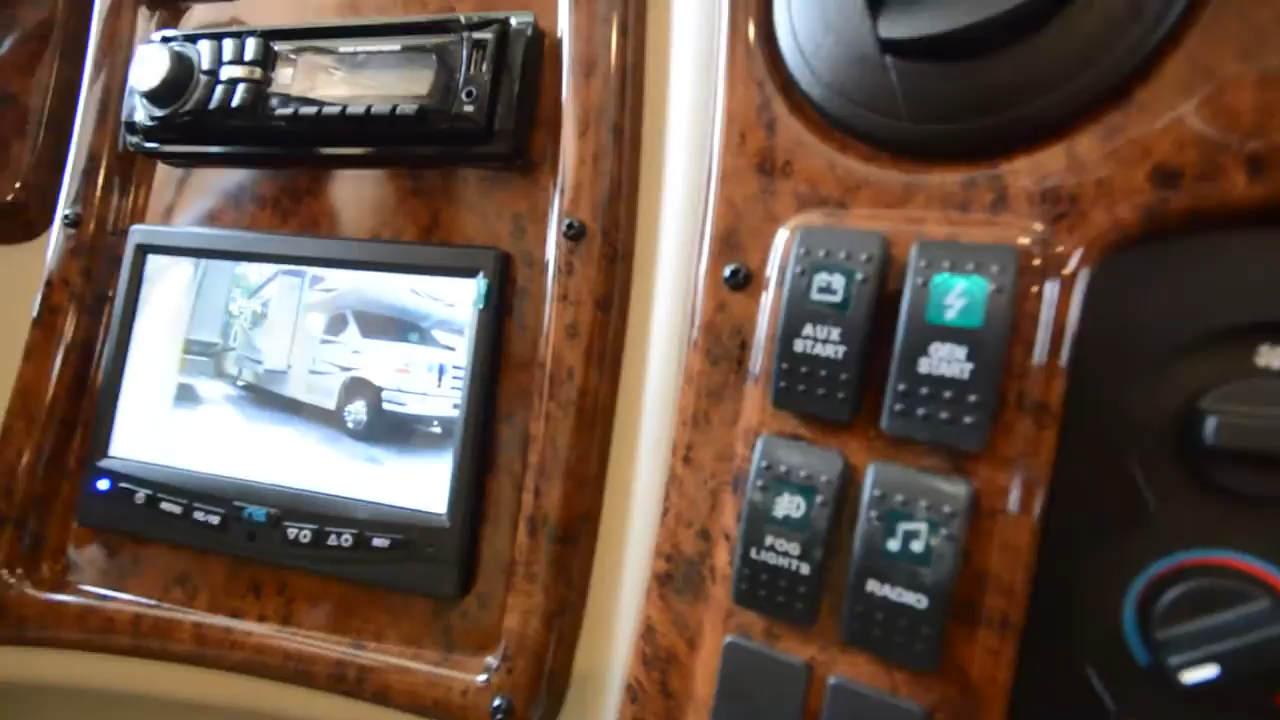 AUX
START
GEN
START
FOG
LIGHTS
RADIO
MENU